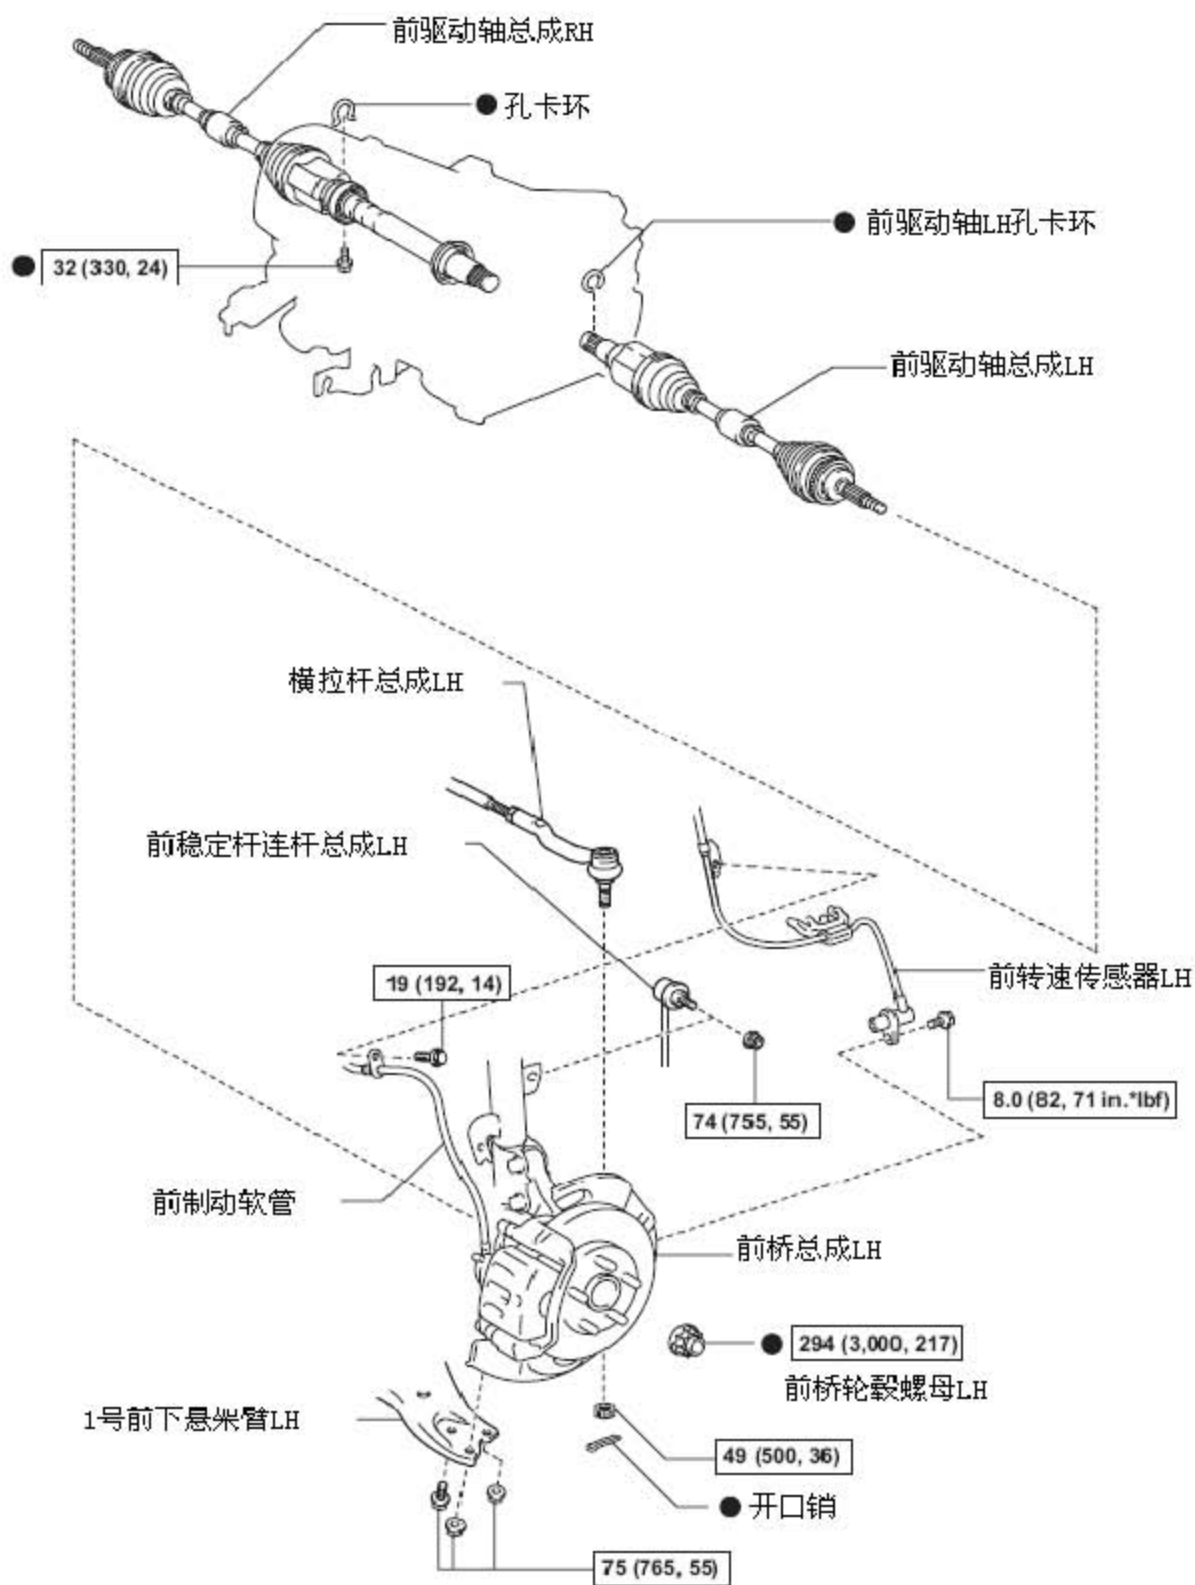 前驱动轴总成RH
● 孔卡环
● 前驱动轴LH孔卡环
● 32 (330, 24)
前驱动轴总成LH
横拉杆总成LH
前稳定杆连杆总成LH
19 (192, 14)
前转速传感器LH
8.0 (82, 71 in.*lbf)
74 (755, 55)
前制动软管
前桥总成LH
● 294 (3,000, 217)
前桥轮毂螺母LH
1号前下悬架臂LH
49 (500, 36)
● 开口销
75 (765, 55)